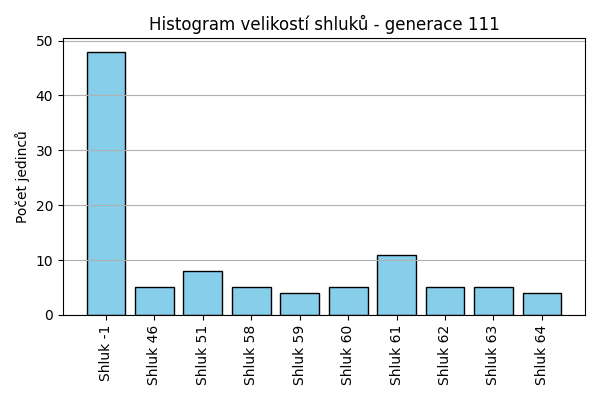 Histogram velikostí shluků - generace 111
Počet jedinců
50
40
30
20
10
0
Shluk -1
Shluk 46
Shluk 51
Shluk 58
Shluk 59
Shluk 60
Shluk 61
Shluk 62
Shluk 63
Shluk 64